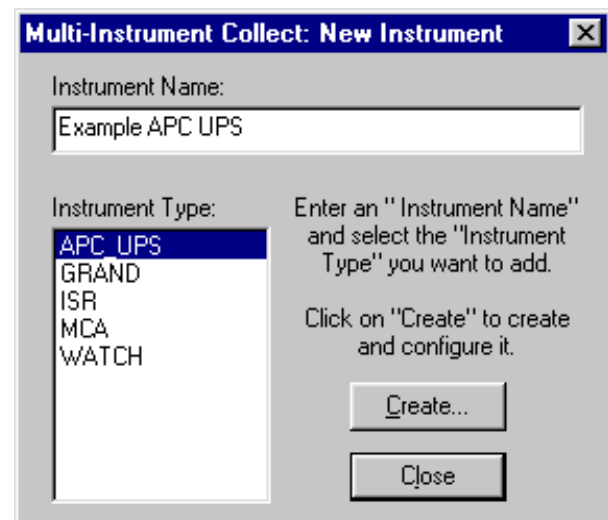 Multi-Instrument Collect: New Instrument
Instrument Name:
Example APC UPS
Instrument Type:
APC_UPS
GRAND
ISR
MCA
WATCH
Enter an " Instrument Name"
and select the "Instrument
Type" you want to add.
Click on "Create" to create
and configure it.
Create...
Close